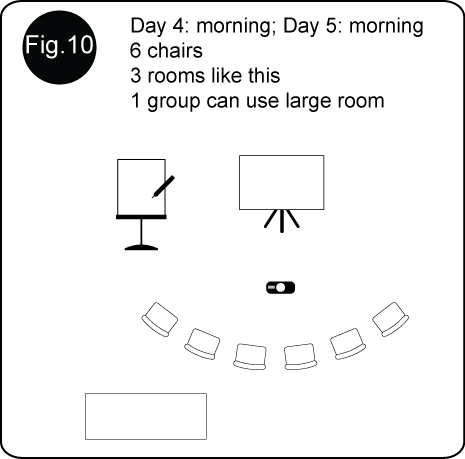 Fig.10
Day 4: morning; Day 5: morning
6 chairs
3 rooms like this
1 group can use large room